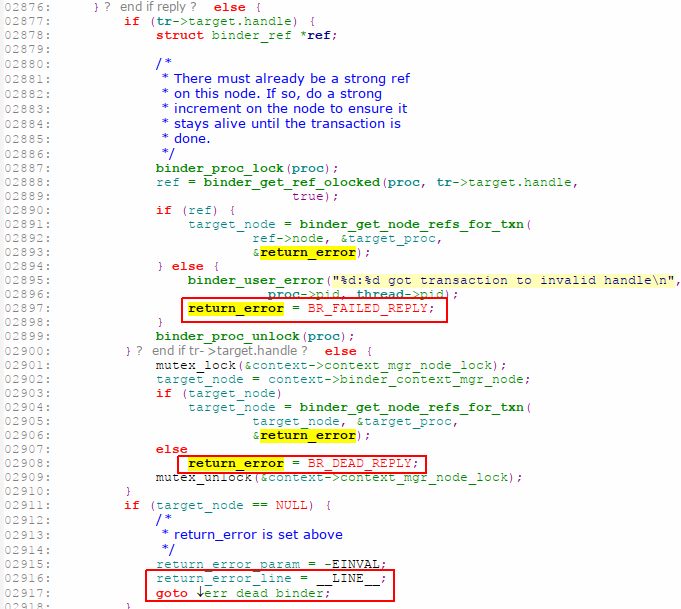 02876: } ? end if reply ? else {
02877: if (tr->target.handle) {
02878: struct binder_ref *ref;
02879:
02880: /*
02881: * There must already be a strong ref
02882: * on this node. If so, do a strong
02883: * increment on the node to ensure it
02884: * stays alive until the transaction is
02885: * done.
02886: */
02887: binder_proc_lock(proc);
02888: ref = binder_get_ref_olocked(proc, tr->target.handle,
02889: true);
02890: if (ref) {
02891: target_node = binder_get_node_refs_for_txn(
02892: ref->node, &target_proc,
02893: &return_error);
02894: } else {
02895: binder_user_error("%d:%d got transaction to invalid handle\n",
02896: proc->pid, thread->pid);
02897: return_error = BR_FAILED_REPLY;
02898: }
02899: binder_proc_unlock(proc);
02900: } ? end if tr->target.handle ? else {
02901: mutex_lock(&context->context_mgr_node_lock);
02902: target_node = context->binder_context_mgr_node;
02903: if (target_node)
02904: target_node = binder_get_node_refs_for_txn(
02905: target_node, &target_proc,
02906: &return_error);
02907: else
02908: return_error = BR_DEAD_REPLY;
02909: mutex_unlock(&context->context_mgr_node_lock);
02910: }
02911: if (target_node == NULL) {
02912: /*
02913: * return_error is set above
02914: */
02915: return_error_param = -EINVAL;
02916: return_error_line = __LINE__;
02917: goto ↓err_dead_binder;
02918: }